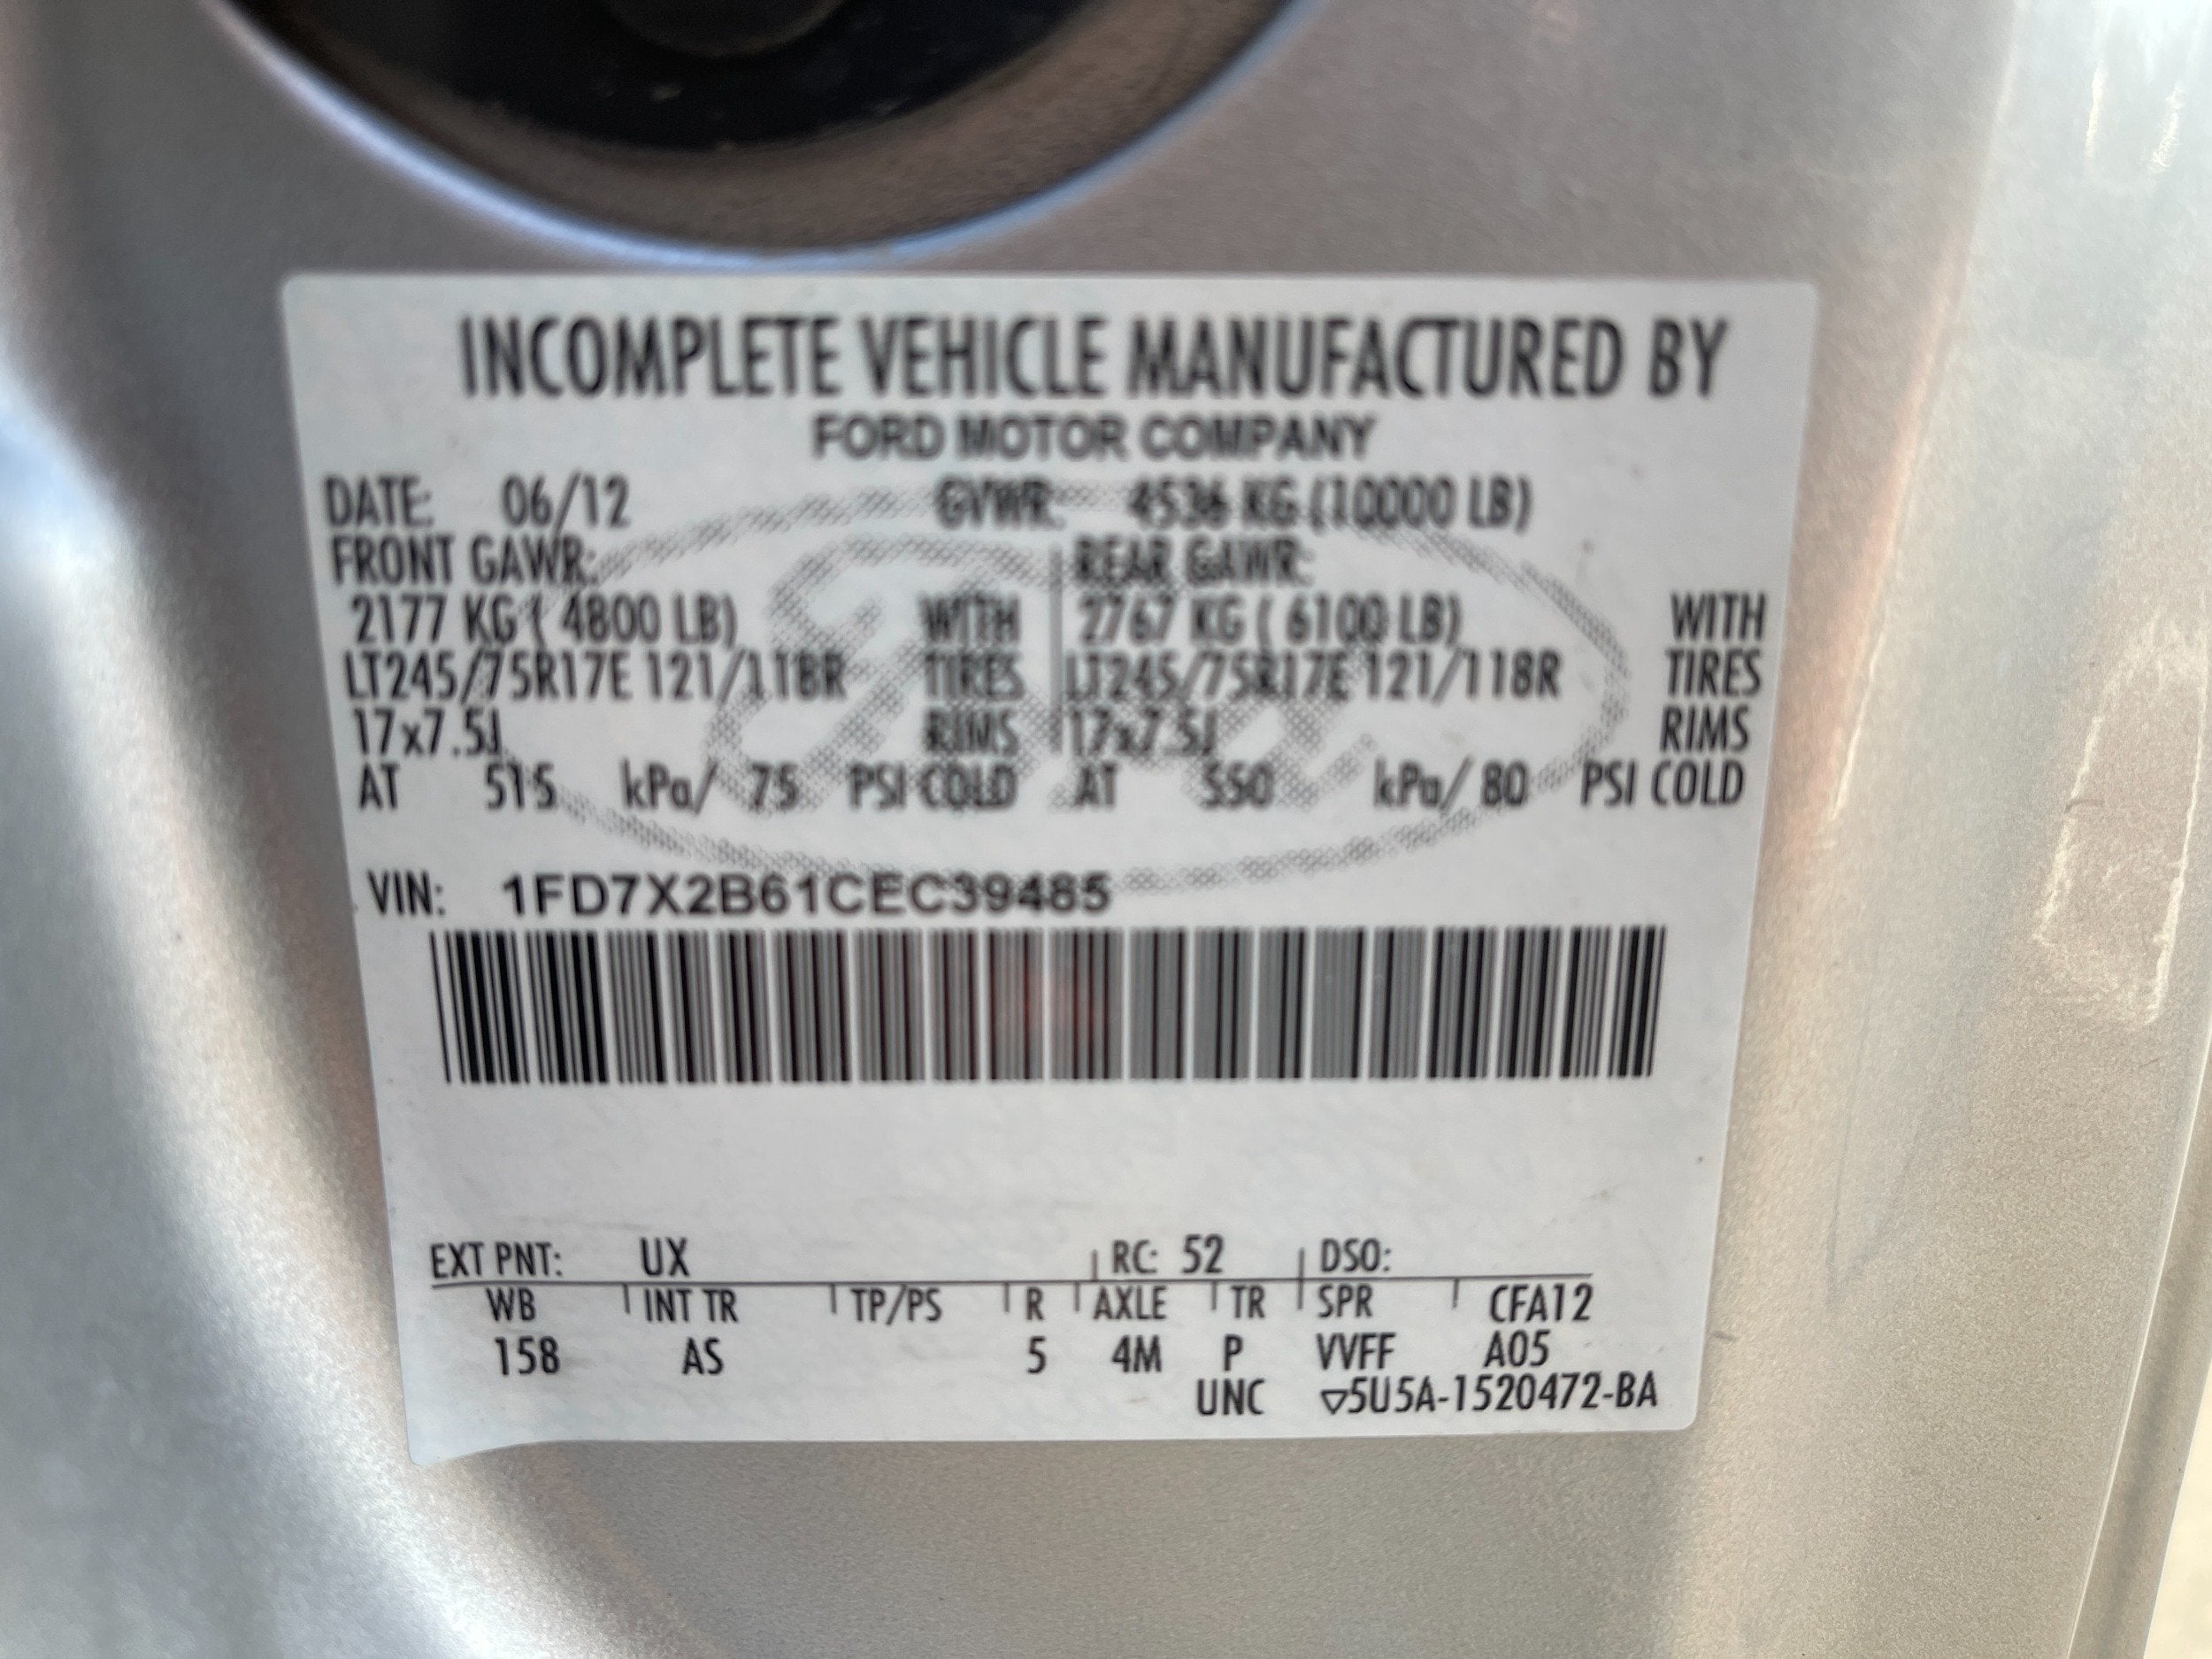 INCOMPLETE VEHICLE MANUFACTURED BY
FORD MOTOR COMPANY
DATE: 06/12 GVWR: 4536 KG (10000 LB)
FRONT GAWR: REAR GAWR:
2177 KG ( 4800 LB) WITH 2767 KG ( 6100 LB) WITH
LT245/75R17E 121/118R TIRES LT245/75R17E 121/118R TIRES
17x7.5J RIMS 17x7.5J RIMS
AT 515 kPa/ 75 PSI COLD AT 550 kPa/ 80 PSI COLD
VIN: 1FD7X2B61CEC39485
EXT PNT: UX RC: 52 DSO:
WB INT TR TP/PS R AXLE TR SPR CFA12
158 AS 5 4M P VVFF A05
UNC ▽5U5A-1520472-BA